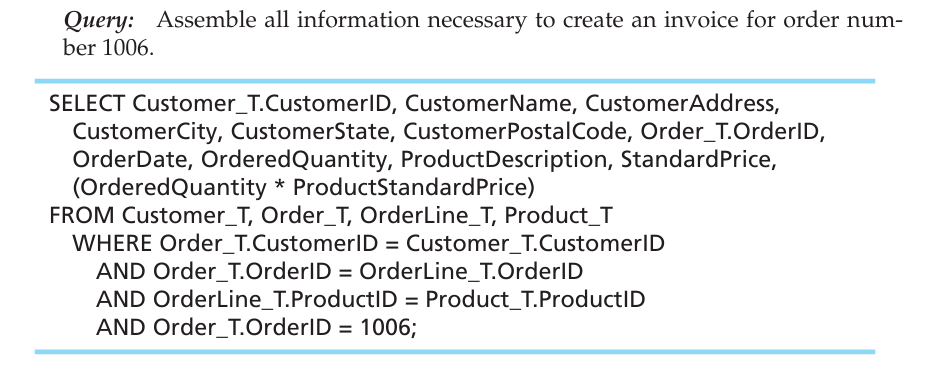 Query: Assemble all information necessary to create an invoice for order num-
ber 1006.
SELECT Customer_T.CustomerID, CustomerName, CustomerAddress,
CustomerCity, CustomerState, CustomerPostalCode, Order_T.OrderID,
OrderDate, OrderedQuantity, ProductDescription, StandardPrice,
(OrderedQuantity * ProductStandardPrice)
FROM Customer_T, Order_T, OrderLine_T, Product_T
WHERE Order_T.CustomerID = Customer_T.CustomerID
AND Order_T.OrderID = OrderLine_T.OrderID
AND OrderLine_T.ProductID = Product_T.ProductID
AND Order_T.OrderID = 1006;